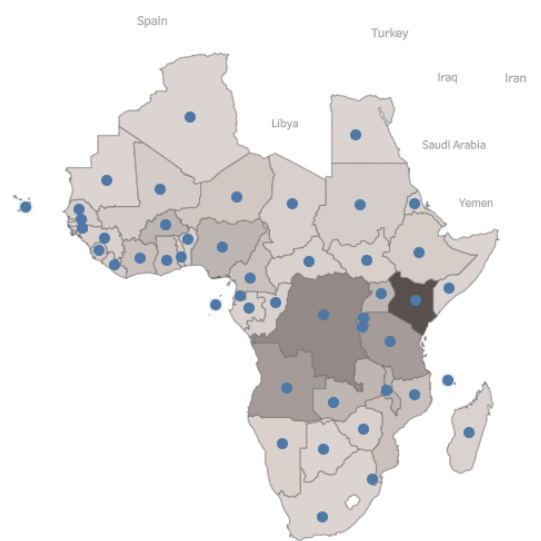 Spain
Turkey
Iraq
Iran
Libya
Saudi Arabia
Yemen